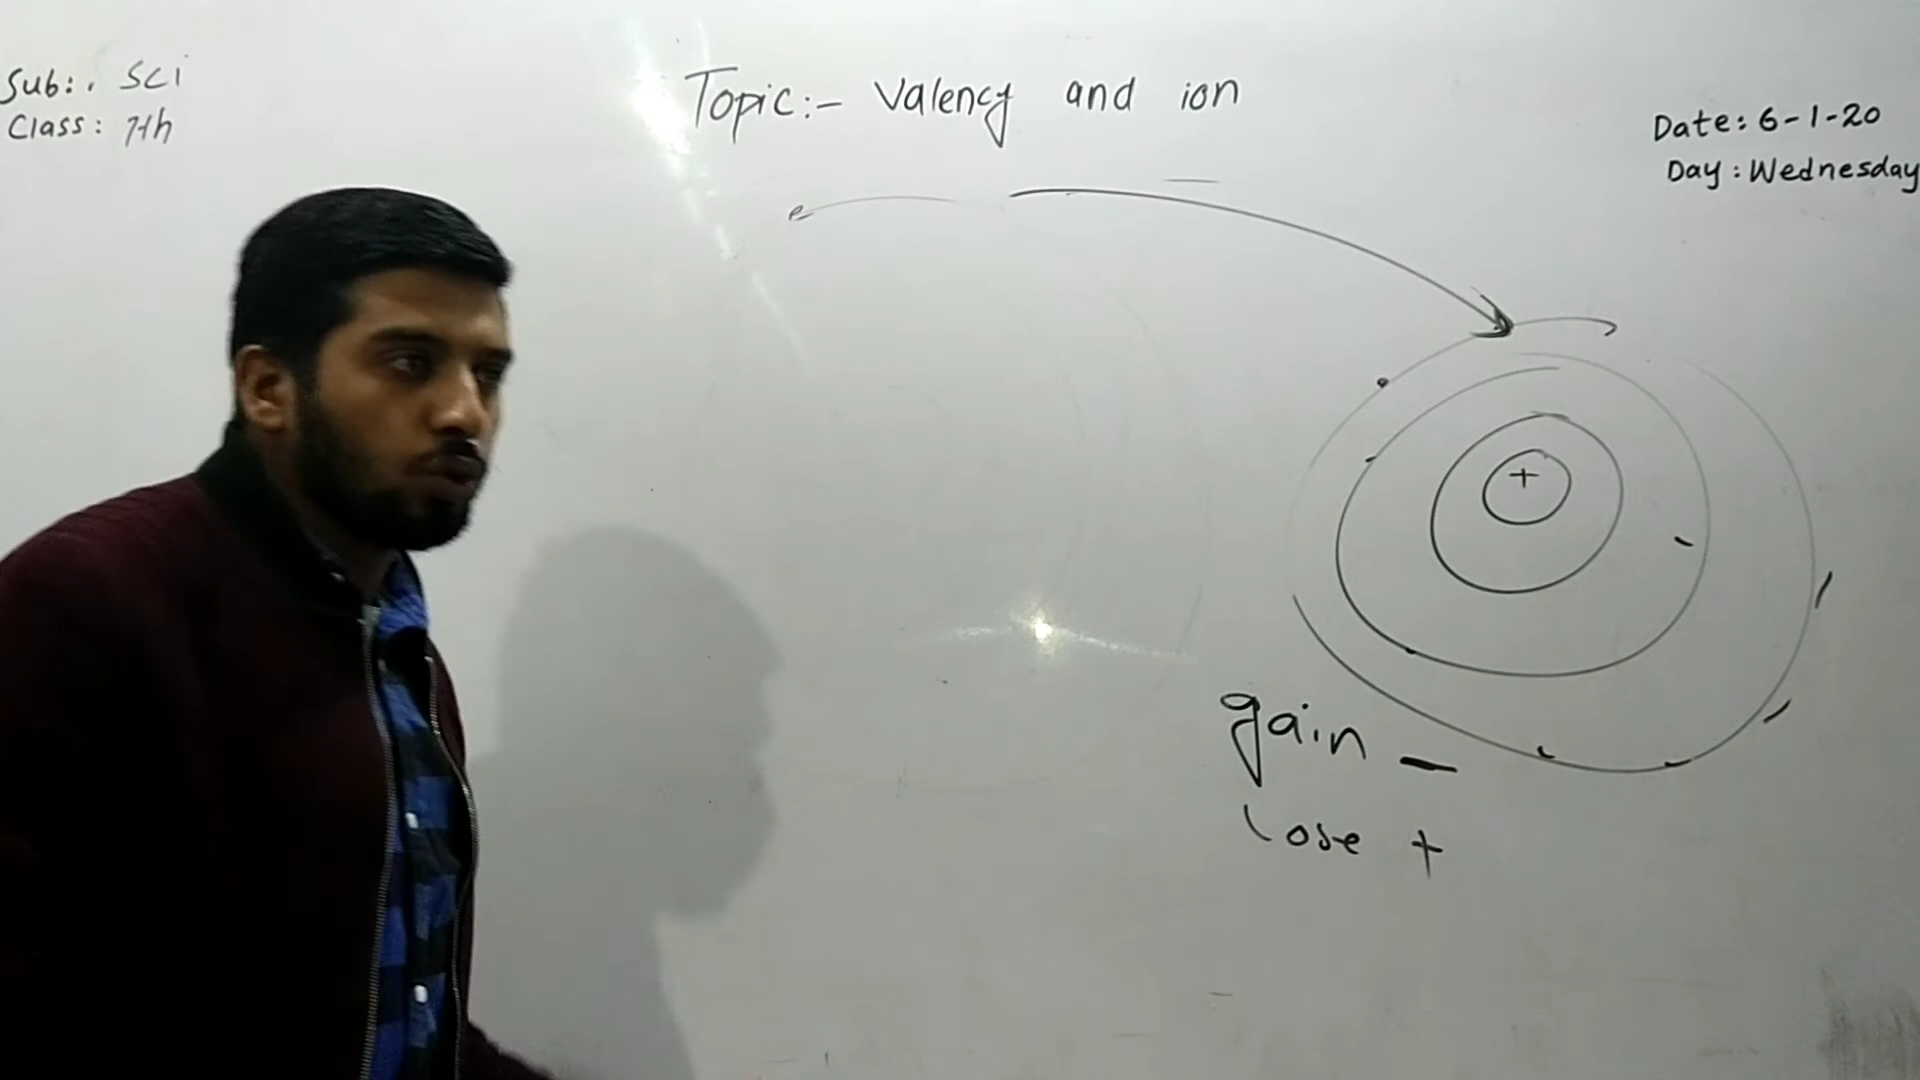 Sub:. Sci
Class: 7th
Topic:- Valency and ion
Date: 6-1-20
Day: Wednesday
e
+
gain -
lose +